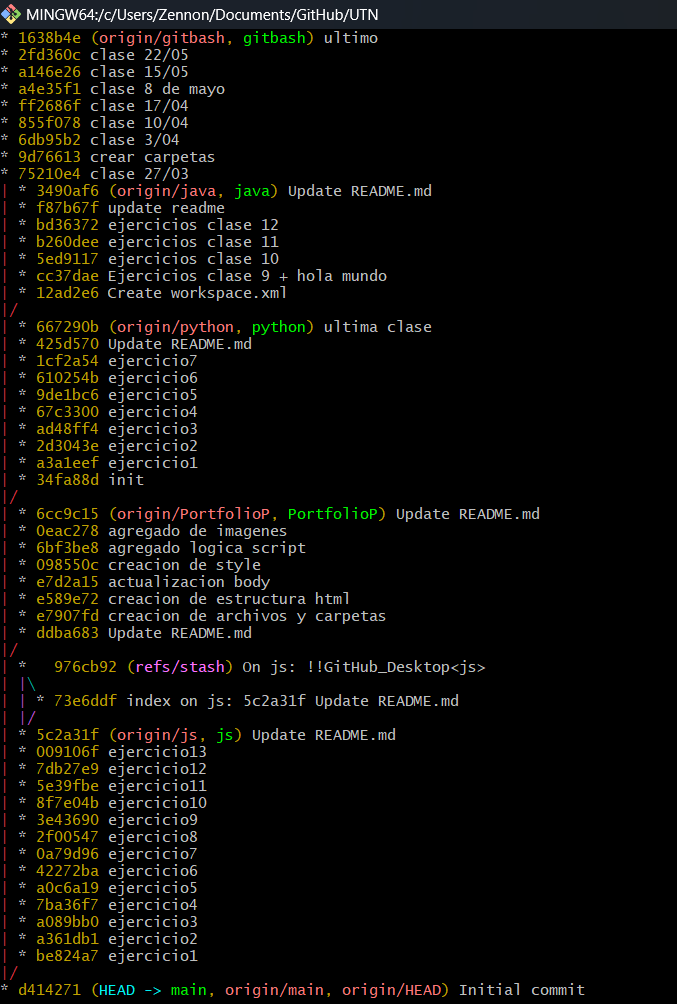 MINGW64:/c/Users/Zennon/Documents/GitHub/UTN
* 1638b4e (origin/gitbash, gitbash) ultimo
* 2fd360c clase 22/05
* a146e26 clase 15/05
* a4e35f1 clase 8 de mayo
* ff2686f clase 17/04
* 855f078 clase 10/04
* 6db95b2 clase 3/04
* 9d76613 crear carpetas
* 75210e4 clase 27/03
| * 3490af6 (origin/java, java) Update README.md
| * f87b67f update readme
| * bd36372 ejercicios clase 12
| * b260dee ejercicios clase 11
| * 5ed9117 ejercicios clase 10
| * cc37dae Ejercicios clase 9 + hola mundo
| * 12ad2e6 Create workspace.xml
|/
| * 667290b (origin/python, python) ultima clase
| * 425d570 Update README.md
| * 1cf2a54 ejercicio7
| * 610254b ejercicio6
| * 9de1bc6 ejercicio5
| * 67c3300 ejercicio4
| * ad48ff4 ejercicio3
| * 2d3043e ejercicio2
| * a3a1eef ejercicio1
| * 34fa88d init
|/
| * 6cc9c15 (origin/PortfolioP, PortfolioP) Update README.md
| * 0eac278 agregado de imagenes
| * 6bf3be8 agregado logica script
| * 098550c creacion de style
| * e7d2a15 actualizacion body
| * e589e72 creacion de estructura html
| * e7907fd creacion de archivos y carpetas
| * ddba683 Update README.md
|/
| *   976cb92 (refs/stash) On js: !!GitHub_Desktop<js>
| |\
| | * 73e6ddf index on js: 5c2a31f Update README.md
| |/
| * 5c2a31f (origin/js, js) Update README.md
| * 009106f ejercicio13
| * 7db27e9 ejercicio12
| * 5e39fbe ejercicio11
| * 8f7e04b ejercicio10
| * 3e43690 ejercicio9
| * 2f00547 ejercicio8
| * 0a79d96 ejercicio7
| * 42272ba ejercicio6
| * a0c6a19 ejercicio5
| * 7ba36f7 ejercicio4
| * a089bb0 ejercicio3
| * a361db1 ejercicio2
| * be824a7 ejercicio1
|/
* d414271 (HEAD -> main, origin/main, origin/HEAD) Initial commit